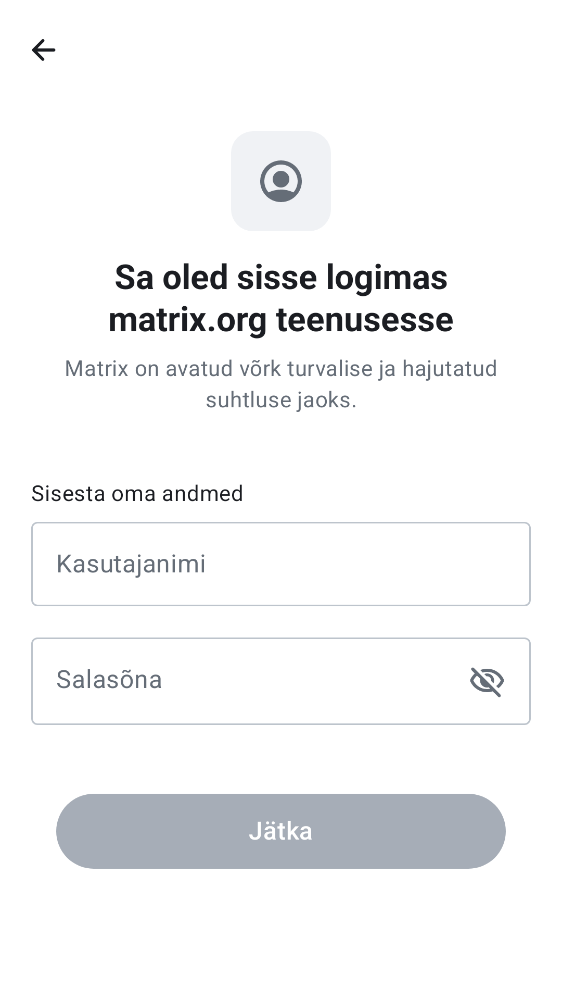 Sa oled sisse logimas
matrix.org teenusesse
Matrix on avatud võrk turvalise ja hajutatud
suhtluse jaoks.
Sisesta oma andmed
Kasutajanimi
Salasõna
Jätka